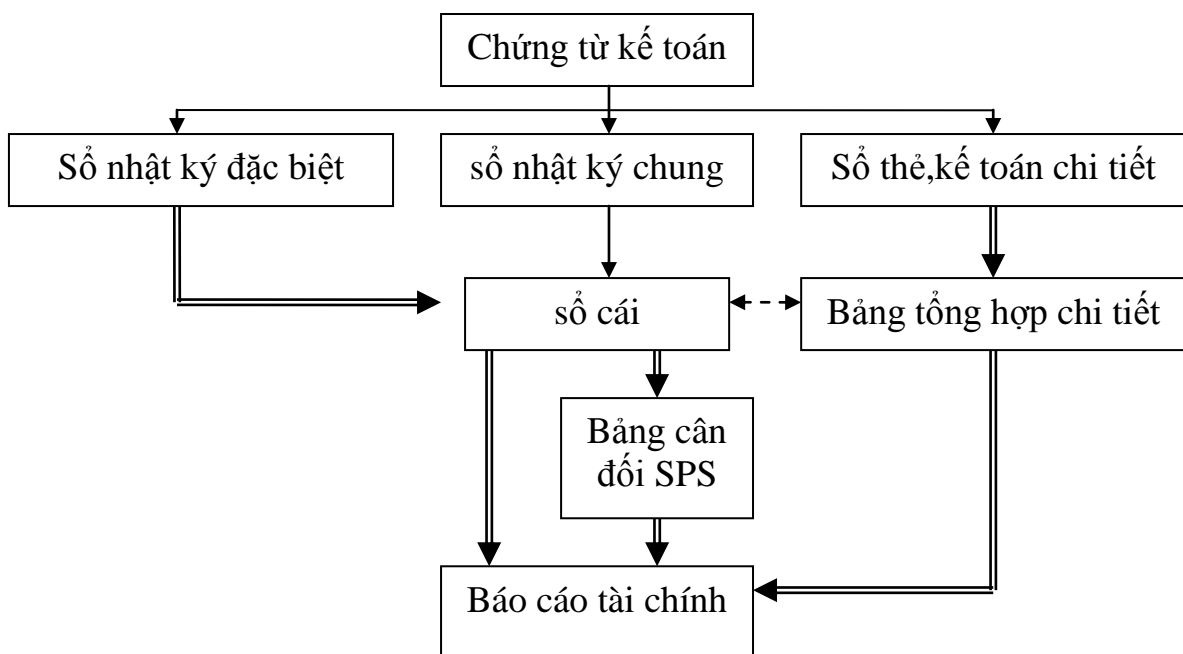 Chứng từ kế toán
Sổ nhật ký đặc biệt
sổ nhật ký chung
Sổ thẻ,kế toán chi tiết
sổ cái
Bảng tổng hợp chi tiết
Bảng cân
đối SPS
Báo cáo tài chính